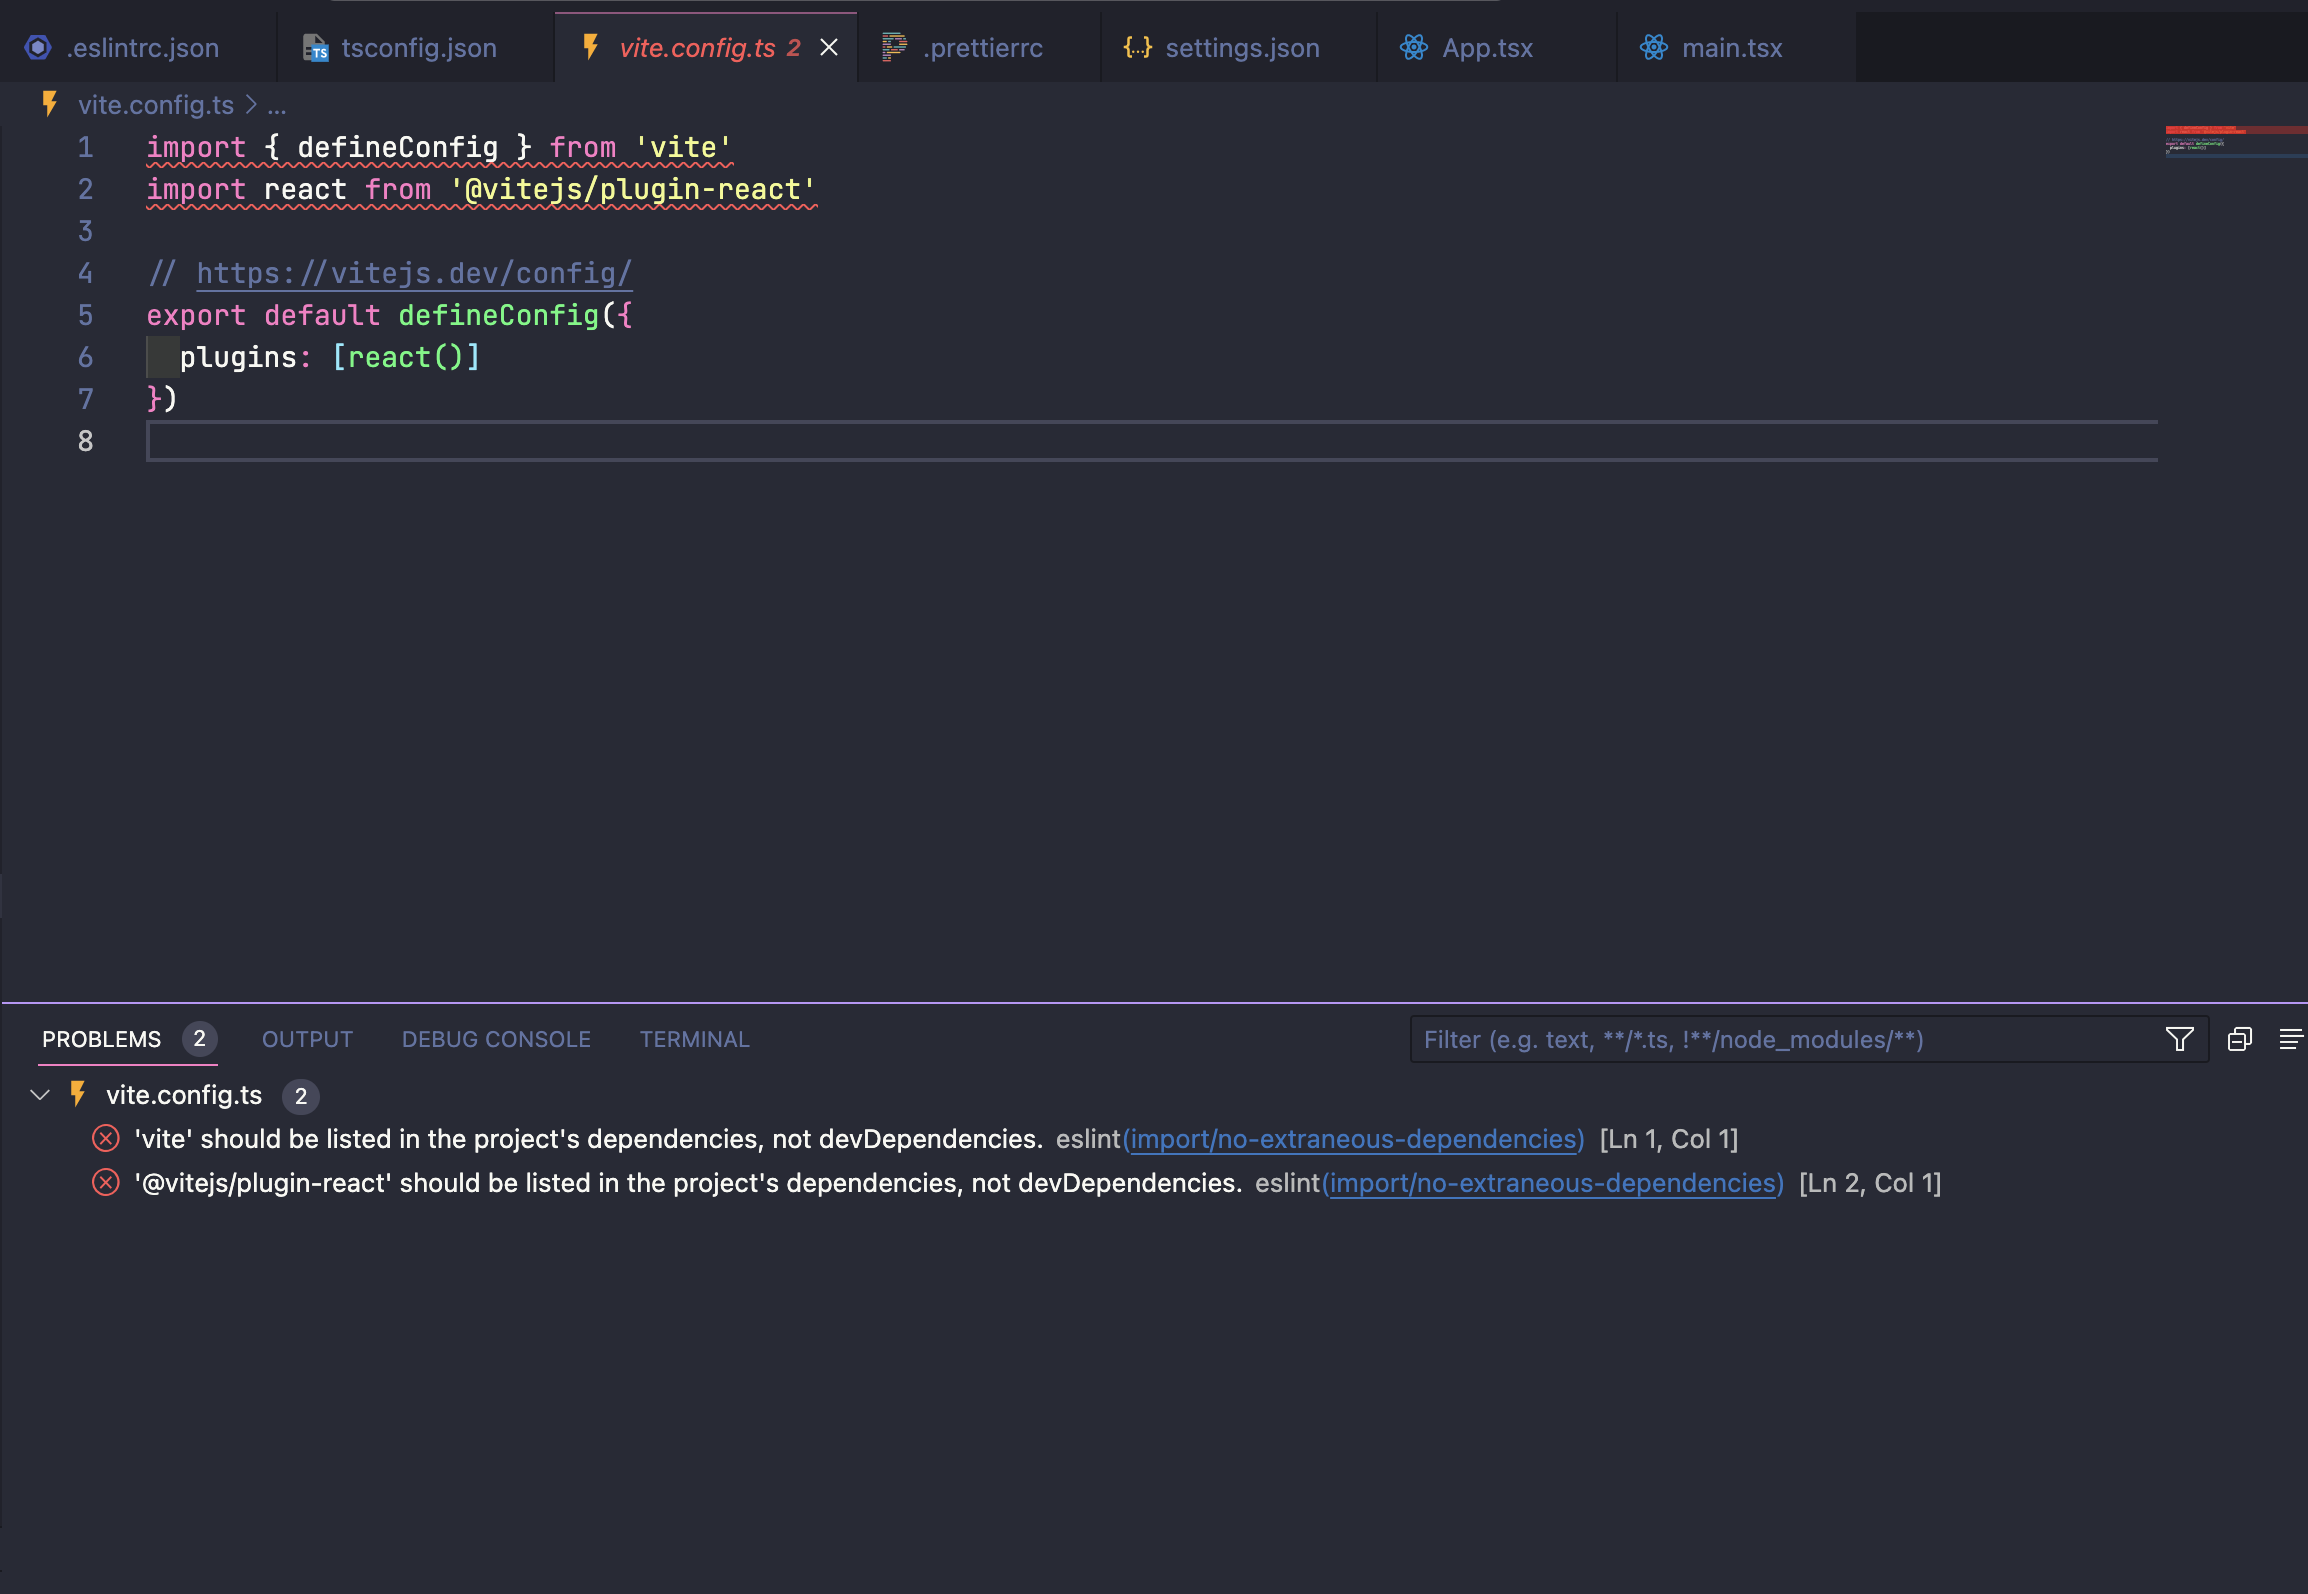 .eslintrc.json
tsconfig.json
vite.config.ts 2
.prettierrc
settings.json
App.tsx
main.tsx
vite.config.ts > ...
1 import { defineConfig } from 'vite'
2 import react from '@vitejs/plugin-react'
3
4 // https://vitejs.dev/config/
5 export default defineConfig({
6 plugins: [react()]
7 })
8
PROBLEMS 2 OUTPUT DEBUG CONSOLE TERMINAL Filter (e.g. text, **/*.ts, !**/node_modules/**)
vite.config.ts 2
'vite' should be listed in the project's dependencies, not devDependencies. eslint(import/no-extraneous-dependencies) [Ln 1, Col 1]
'@vitejs/plugin-react' should be listed in the project's dependencies, not devDependencies. eslint(import/no-extraneous-dependencies) [Ln 2, Col 1]